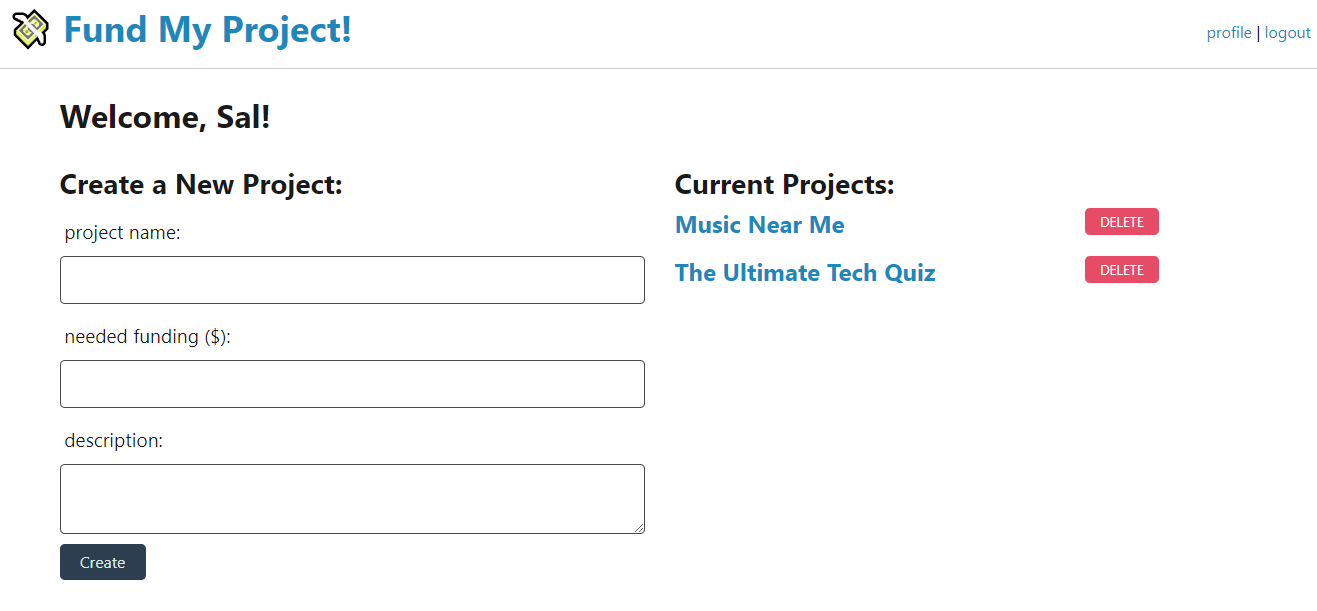 Fund My Project!
profile | logout
Welcome, Sal!
Create a New Project:
project name:
needed funding ($):
description:
Create
Current Projects:
Music Near Me
DELETE
The Ultimate Tech Quiz
DELETE